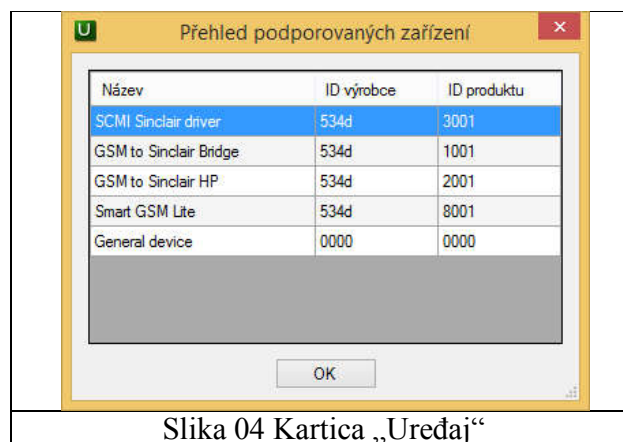 U Přehled podporovaných zařízení ×
Název ID výrobce ID produktu
SCMI Sinclair driver 534d 3001
GSM to Sinclair Bridge 534d 1001
GSM to Sinclair HP 534d 2001
Smart GSM Lite 534d 8001
General device 0000 0000
OK
Slika 04 Kartica „Uređaj“